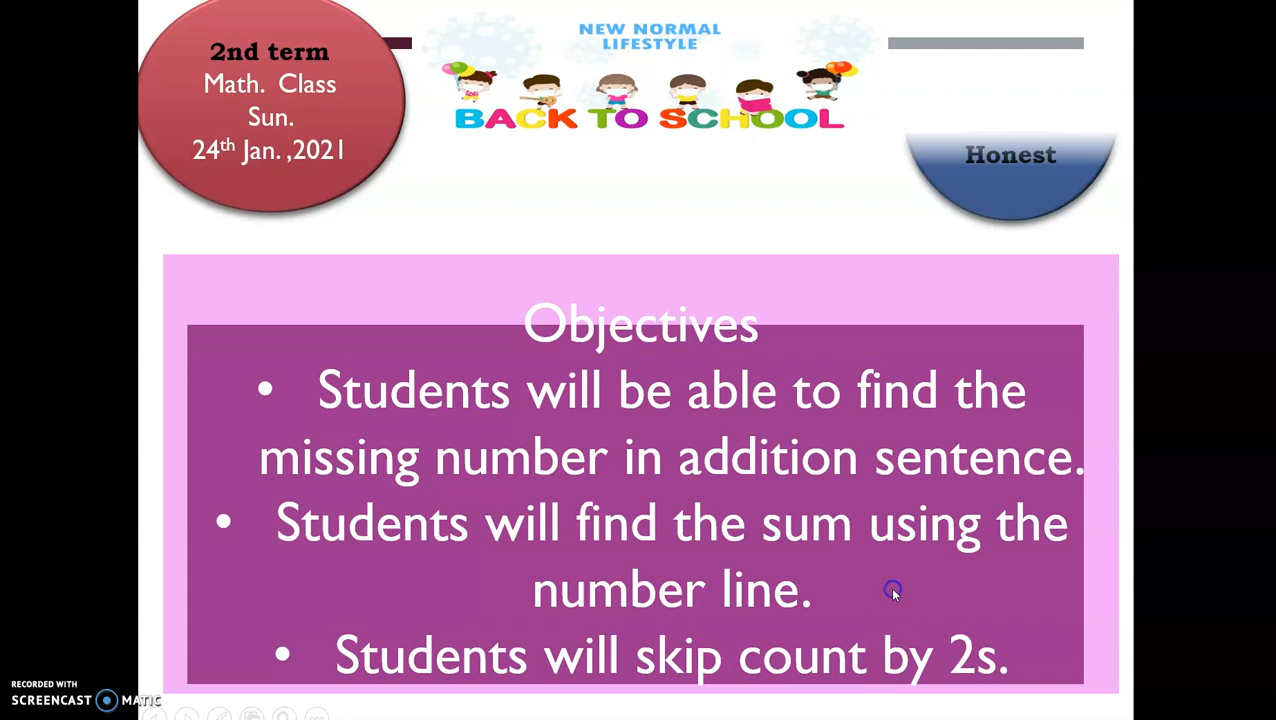 2nd term
Math. Class
Sun.
24th Jan. ,2021
NEW NORMAL
LIFESTYLE
BACK TO SCHOOL
Honest
Objectives
• Students will be able to find the
missing number in addition sentence.
• Students will find the sum using the
number line.
• Students will skip count by 2s.
RECORDED WITH
SCREENCAST MATIC